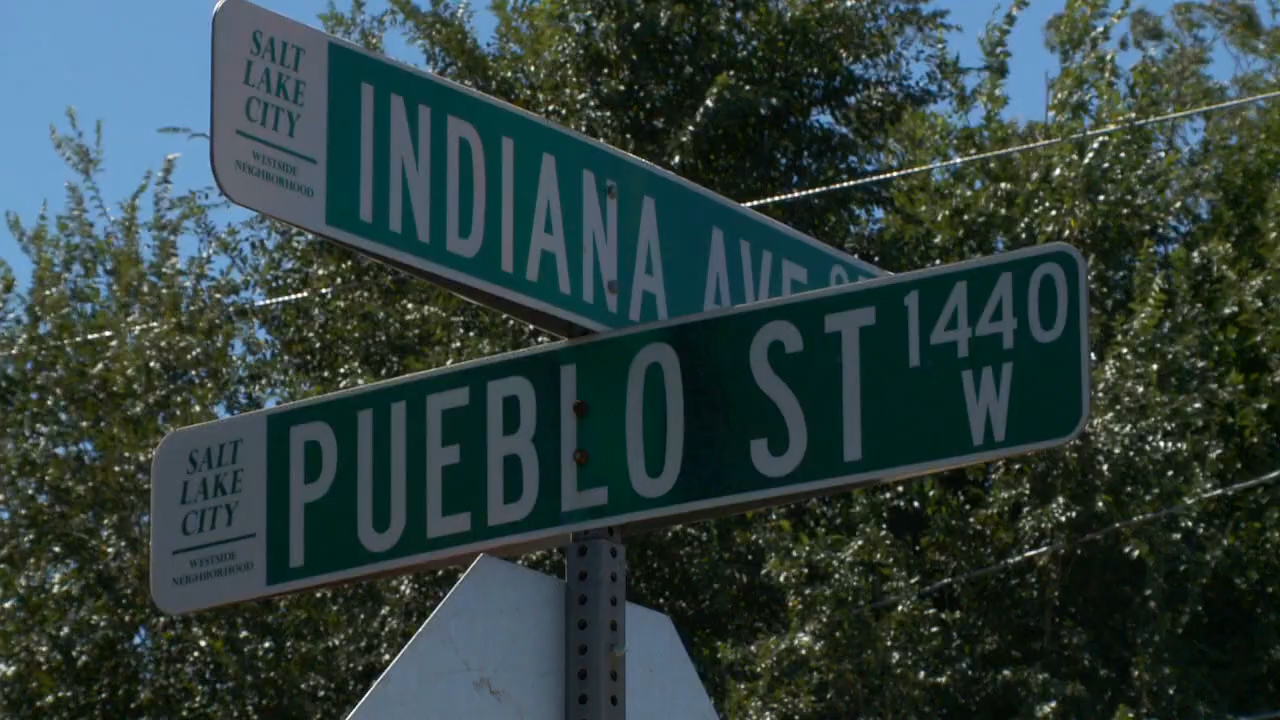 SALT
LAKE
CITY
WESTSIDE
NEIGHBORHOOD
INDIANA AVE
SALT
LAKE
CITY
WESTSIDE
NEIGHBORHOOD
PUEBLO ST 1440
W